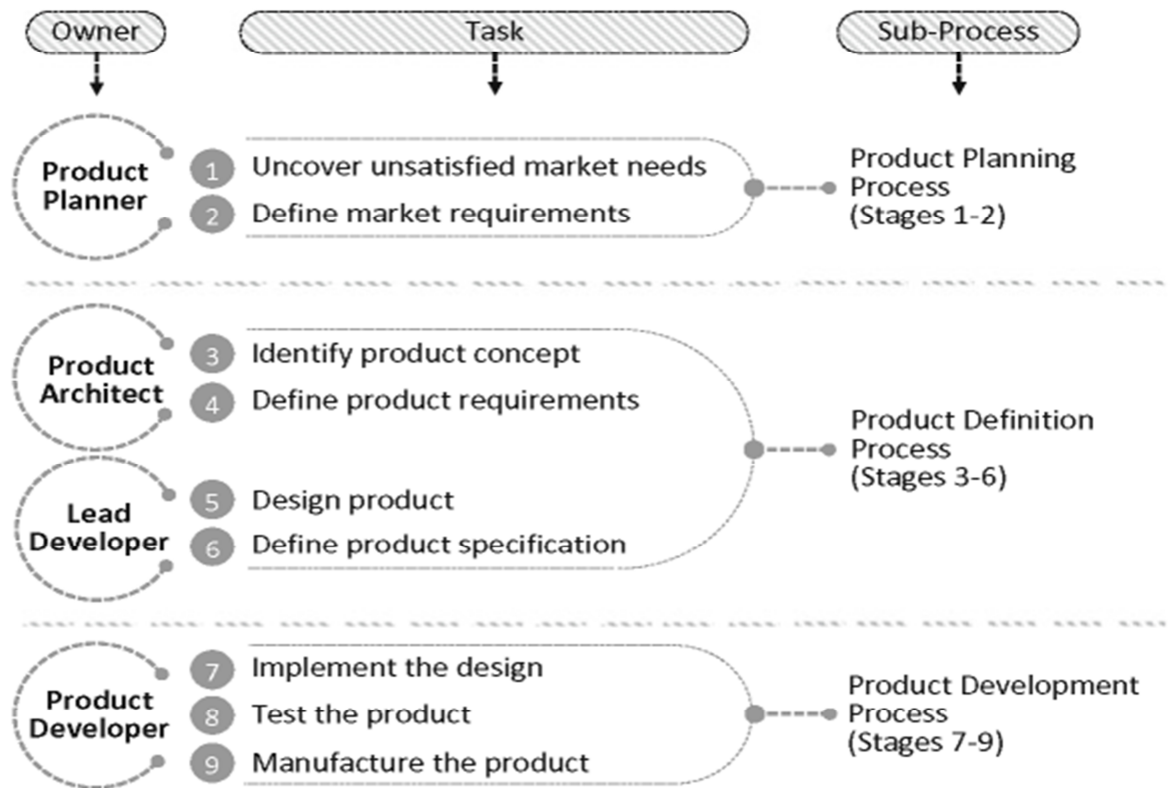 Owner
Task
Sub-Process
Product
Planner
1 Uncover unsatisfied market needs
2 Define market requirements
Product Planning
Process
(Stages 1-2)
Product
Architect
3 Identify product concept
4 Define product requirements
Lead
Developer
5 Design product
6 Define product specification
Product Definition
Process
(Stages 3-6)
Product
Developer
7 Implement the design
8 Test the product
9 Manufacture the product
Product Development
Process
(Stages 7-9)